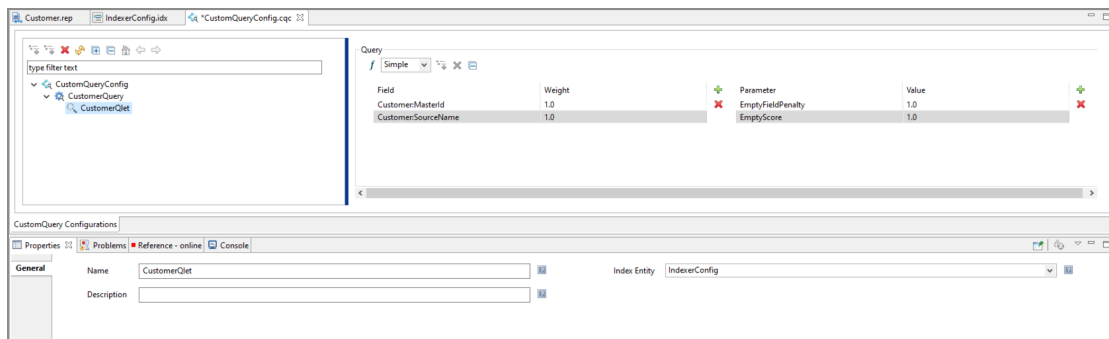 Customer.rep IndexerConfig.idx *CustomQueryConfig.cqc
type filter text
CustomQueryConfig
CustomerQuery
CustomerQlet
Query
f Simple
Field Weight Parameter Value
Customer:MasterId 1.0 EmptyFieldPenalty 1.0
Customer:SourceName 1.0 EmptyScore 1.0
CustomQuery Configurations
Properties Problems Reference - online Console
General
Name CustomerQlet Index Entity IndexerConfig
Description